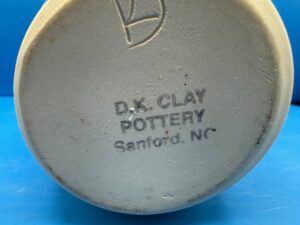 D.K. CLAY
POTTERY
Sanford, NC